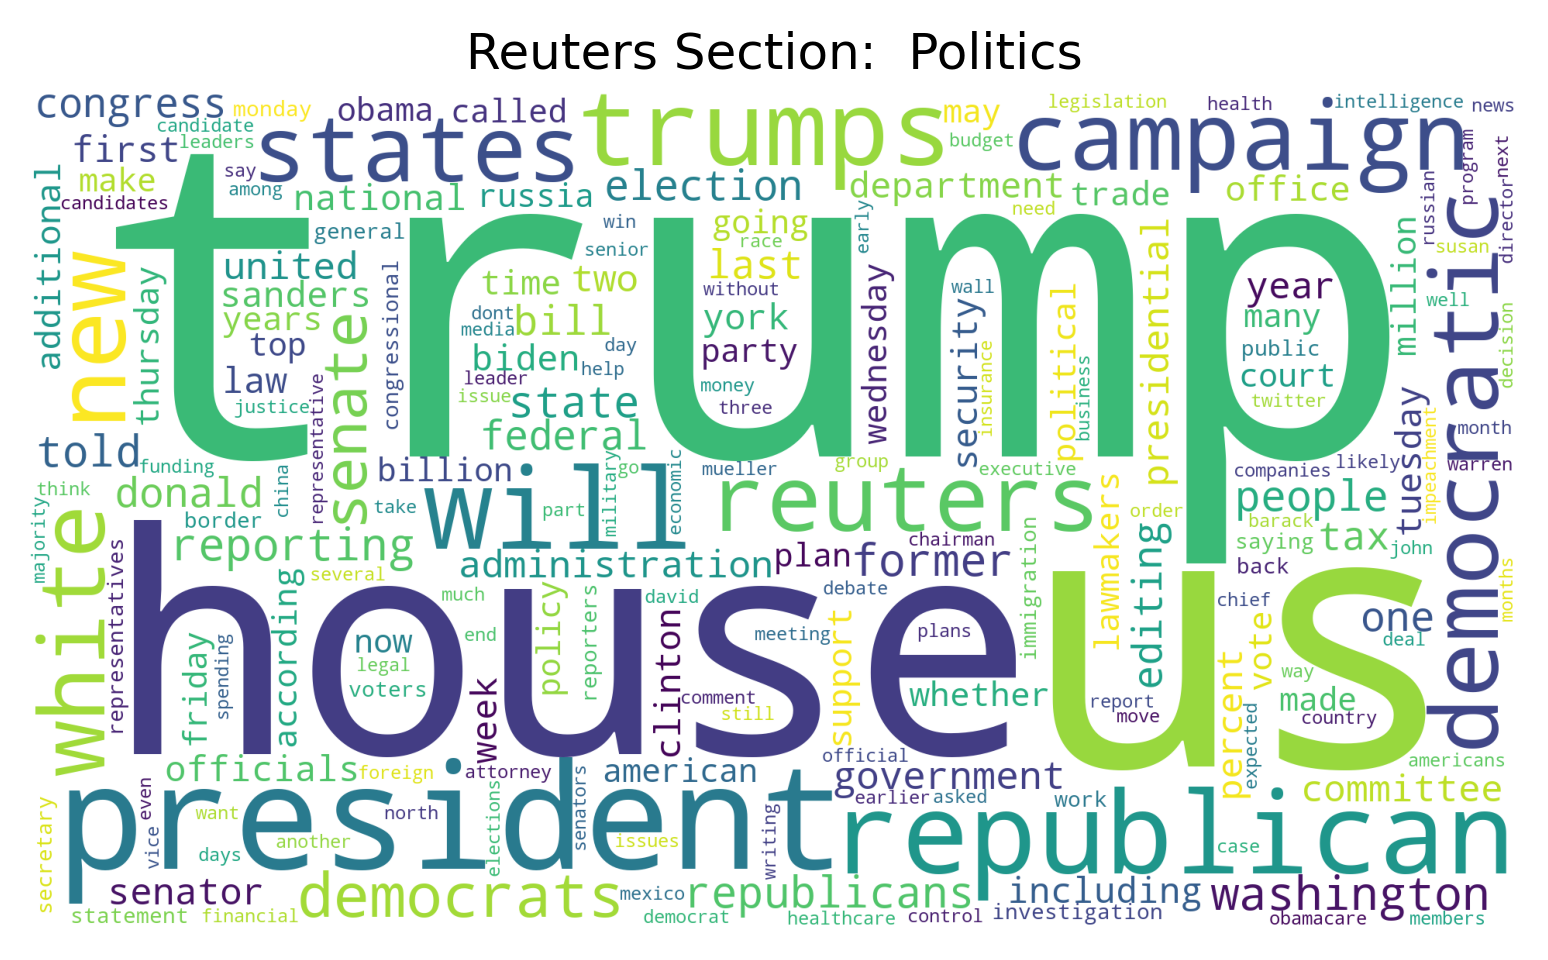 Reuters Section:  Politics
congress
monday
obama
called
trumps
may
legislation
health
intelligence
news
candidate
leaders
first
states
campaign
budget
program
next
say
make
among
candidates
additional
national
russia
election
department
trade
office
general
win
senior
going
race
early
need
russian
director
susan
trump
new
thursday
united
sanders
years
top
law
justice
congressional
time
two
bill
dont
media
biden
day
help
leader
issue
state
federal
last
without
york
party
money
three
wednesday
security
wall
insurance
political
business
presidential
year
many
public
court
twitter
million
well
decision
democratic
senate
representative
told
funding
think
donald
border
china
billion
take
will
part
military
go
economic
mueller
group
reuters
executive
companies
likely
tuesday
impeachment
month
warren
people
barack
saying
tax
john
order
lawmakers
editing
majority
white
reporting
administration
plan
former
chairman
back
representatives
several
according
much
david
debate
immigration
chief
one
deal
months
house
us
friday
spending
now
legal
voters
end
policy
reporters
clinton
meeting
support
plans
whether
vote
way
made
country
week
comment
still
report
move
percent
expected
officials
foreign
attorney
american
official
government
americans
committee
secretary
president
even
vice
want
days
another
north
elections
senators
issues
writing
earlier
asked
work
republican
case
senator
statement
financial
democrats
mexico
republicans
democrat
healthcare
control
including
investigation
washington
obamacare
members